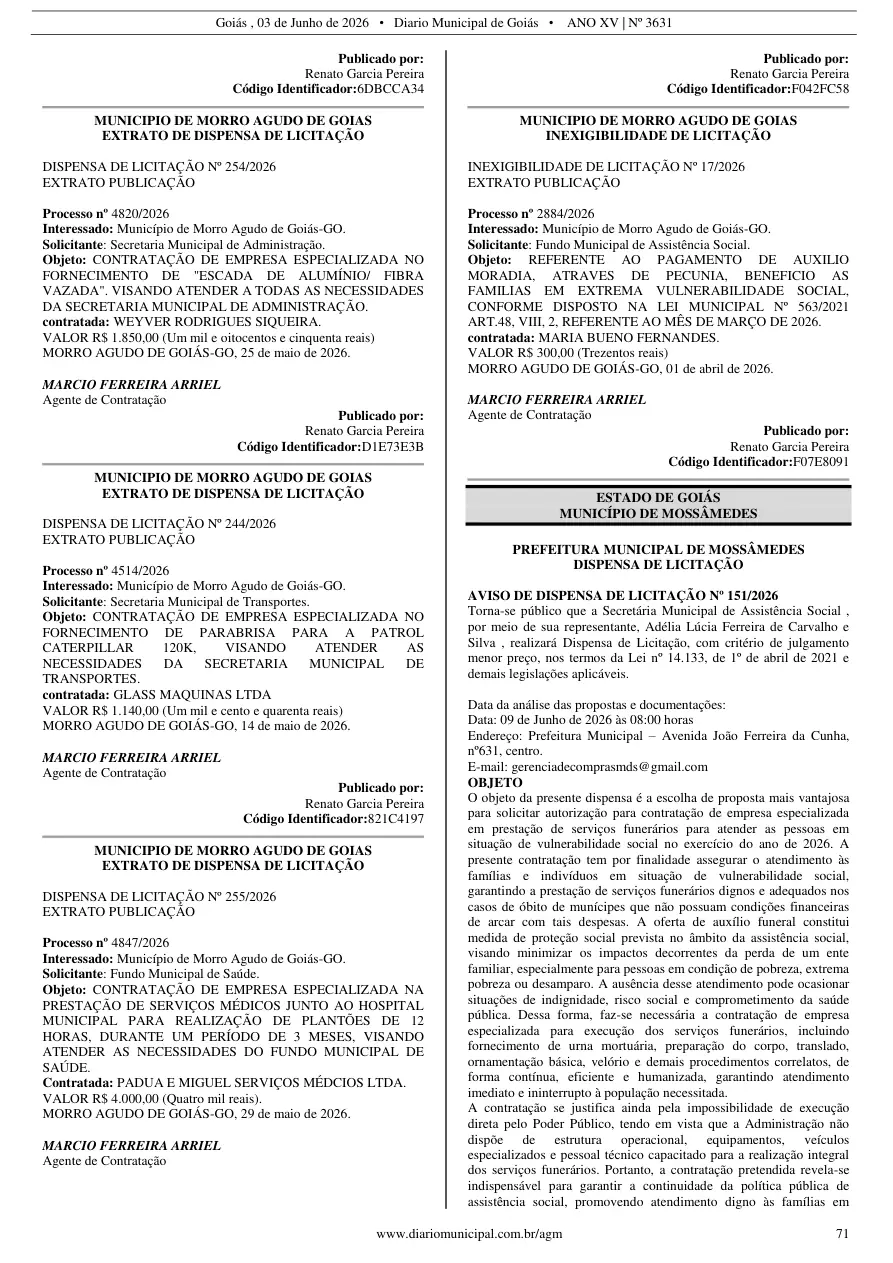 Goiás , 03 de Junho de 2026 • Diario Municipal de Goiás • ANO XV | Nº 3631
Publicado por:
Renato Garcia Pereira
Código Identificador:6DBCCA34
MUNICIPIO DE MORRO AGUDO DE GOIAS
EXTRATO DE DISPENSA DE LICITAÇÃO
DISPENSA DE LICITAÇÃO Nº 254/2026
EXTRATO PUBLICAÇÃO
Processo nº 4820/2026
Interessado: Município de Morro Agudo de Goiás-GO.
Solicitante: Secretaria Municipal de Administração.
Objeto: CONTRATAÇÃO DE EMPRESA ESPECIALIZADA NO
FORNECIMENTO DE "ESCADA DE ALUMÍNIO/ FIBRA
VAZADA". VISANDO ATENDER A TODAS AS NECESSIDADES
DA SECRETARIA MUNICIPAL DE ADMINISTRAÇÃO.
contratada: WEYVER RODRIGUES SIQUEIRA.
VALOR R$ 1.850,00 (Um mil e oitocentos e cinquenta reais)
MORRO AGUDO DE GOIÁS-GO, 25 de maio de 2026.
MARCIO FERREIRA ARRIEL
Agente de Contratação
Publicado por:
Renato Garcia Pereira
Código Identificador:D1E73E3B
MUNICIPIO DE MORRO AGUDO DE GOIAS
EXTRATO DE DISPENSA DE LICITAÇÃO
DISPENSA DE LICITAÇÃO Nº 244/2026
EXTRATO PUBLICAÇÃO
Processo nº 4514/2026
Interessado: Município de Morro Agudo de Goiás-GO.
Solicitante: Secretaria Municipal de Transportes.
Objeto: CONTRATAÇÃO DE EMPRESA ESPECIALIZADA NO
FORNECIMENTO DE PARABRISA PARA A PATROL
CATERPILLAR 120K, VISANDO ATENDER AS
NECESSIDADES DA SECRETARIA MUNICIPAL DE
TRANSPORTES.
contratada: GLASS MAQUINAS LTDA
VALOR R$ 1.140,00 (Um mil e cento e quarenta reais)
MORRO AGUDO DE GOIÁS-GO, 14 de maio de 2026.
MARCIO FERREIRA ARRIEL
Agente de Contratação
Publicado por:
Renato Garcia Pereira
Código Identificador:821C4197
MUNICIPIO DE MORRO AGUDO DE GOIAS
EXTRATO DE DISPENSA DE LICITAÇÃO
DISPENSA DE LICITAÇÃO Nº 255/2026
EXTRATO PUBLICAÇÃO
Processo nº 4847/2026
Interessado: Município de Morro Agudo de Goiás-GO.
Solicitante: Fundo Municipal de Saúde.
Objeto: CONTRATAÇÃO DE EMPRESA ESPECIALIZADA NA
PRESTAÇÃO DE SERVIÇOS MÉDICOS JUNTO AO HOSPITAL
MUNICIPAL PARA REALIZAÇÃO DE PLANTÕES DE 12
HORAS, DURANTE UM PERÍODO DE 3 MESES, VISANDO
ATENDER AS NECESSIDADES DO FUNDO MUNICIPAL DE
SAÚDE.
Contratada: PADUA E MIGUEL SERVIÇOS MÉDCIOS LTDA.
VALOR R$ 4.000,00 (Quatro mil reais).
MORRO AGUDO DE GOIÁS-GO, 29 de maio de 2026.
MARCIO FERREIRA ARRIEL
Agente de Contratação
Publicado por:
Renato Garcia Pereira
Código Identificador:F042FC58
MUNICIPIO DE MORRO AGUDO DE GOIAS
INEXIGIBILIDADE DE LICITAÇÃO
INEXIGIBILIDADE DE LICITAÇÃO Nº 17/2026
EXTRATO PUBLICAÇÃO
Processo nº 2884/2026
Interessado: Município de Morro Agudo de Goiás-GO.
Solicitante: Fundo Municipal de Assistência Social.
Objeto: REFERENTE AO PAGAMENTO DE AUXILIO
MORADIA, ATRAVES DE PECUNIA, BENEFICIO AS
FAMILIAS EM EXTREMA VULNERABILIDADE SOCIAL,
CONFORME DISPOSTO NA LEI MUNICIPAL Nº 563/2021
ART.48, VIII, 2, REFERENTE AO MÊS DE MARÇO DE 2026.
contratada: MARIA BUENO FERNANDES.
VALOR R$ 300,00 (Trezentos reais)
MORRO AGUDO DE GOIÁS-GO, 01 de abril de 2026.
MARCIO FERREIRA ARRIEL
Agente de Contratação
Publicado por:
Renato Garcia Pereira
Código Identificador:F07E8091
ESTADO DE GOIÁS
MUNICÍPIO DE MOSSÂMEDES
PREFEITURA MUNICIPAL DE MOSSÂMEDES
DISPENSA DE LICITAÇÃO
AVISO DE DISPENSA DE LICITAÇÃO Nº 151/2026
Torna-se público que a Secretária Municipal de Assistência Social ,
por meio de sua representante, Adélia Lúcia Ferreira de Carvalho e
Silva , realizará Dispensa de Licitação, com critério de julgamento
menor preço, nos termos da Lei nº 14.133, de 1º de abril de 2021 e
demais legislações aplicáveis.
Data da análise das propostas e documentações:
Data: 09 de Junho de 2026 às 08:00 horas
Endereço: Prefeitura Municipal – Avenida João Ferreira da Cunha,
nº631, centro.
E-mail: gerenciadecomprasmds@gmail.com
OBJETO
O objeto da presente dispensa é a escolha de proposta mais vantajosa
para solicitar autorização para contratação de empresa especializada
em prestação de serviços funerários para atender as pessoas em
situação de vulnerabilidade social no exercício do ano de 2026. A
presente contratação tem por finalidade assegurar o atendimento às
famílias e indivíduos em situação de vulnerabilidade social,
garantindo a prestação de serviços funerários dignos e adequados nos
casos de óbito de munícipes que não possuam condições financeiras
de arcar com tais despesas. A oferta de auxílio funeral constitui
medida de proteção social prevista no âmbito da assistência social,
visando minimizar os impactos decorrentes da perda de um ente
familiar, especialmente para pessoas em condição de pobreza, extrema
pobreza ou desamparo. A ausência desse atendimento pode ocasionar
situações de indignidade, risco social e comprometimento da saúde
pública. Dessa forma, faz-se necessária a contratação de empresa
especializada para execução dos serviços funerários, incluindo
fornecimento de urna mortuária, preparação do corpo, translado,
ornamentação básica, velório e demais procedimentos correlatos, de
forma contínua, eficiente e humanizada, garantindo atendimento
imediato e ininterrupto à população necessitada.
A contratação se justifica ainda pela impossibilidade de execução
direta pelo Poder Público, tendo em vista que a Administração não
dispõe de estrutura operacional, equipamentos, veículos
especializados e pessoal técnico capacitado para a realização integral
dos serviços funerários. Portanto, a contratação pretendida revela-se
indispensável para garantir a continuidade da política pública de
assistência social, promovendo atendimento digno às famílias em
www.diariomunicipal.com.br/agm
71